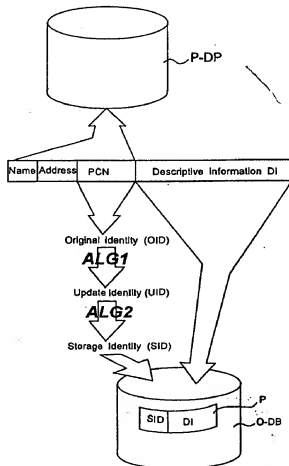 P-DP
Name Address PCN Descriptive Information DI
Original Identity (OID)
ALG1
Update Identity (UID)
ALG2
Storage Identity (SID)
P
SID DI
O-DB